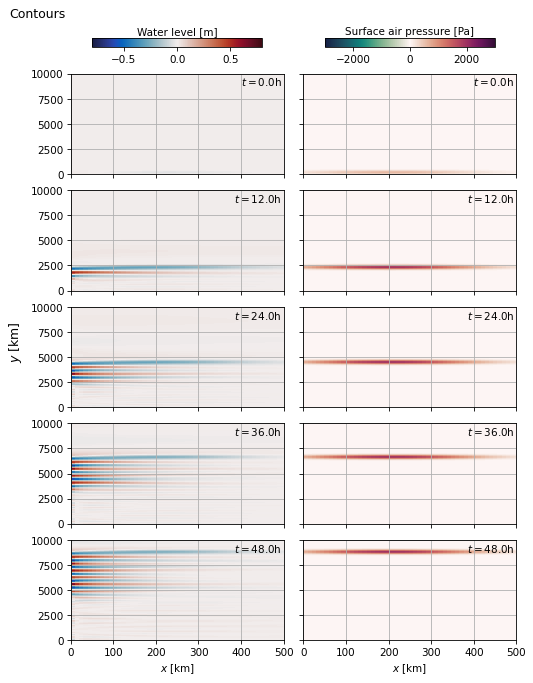 Contours
Water level [m] Surface air pressure [Pa]
−0.5 0.0 0.5 −2000 0 2000
10000 t = 0.0h t = 0.0h
7500
5000
2500
0
10000 t = 12.0h t = 12.0h
7500
5000
2500
0
10000 t = 24.0h t = 24.0h
7500
5000
2500
0
y [km]
10000 t = 36.0h t = 36.0h
7500
5000
2500
0
10000 t = 48.0h t = 48.0h
7500
5000
2500
0
0 100 200 300 400 500 0 100 200 300 400 500
x [km] x [km]